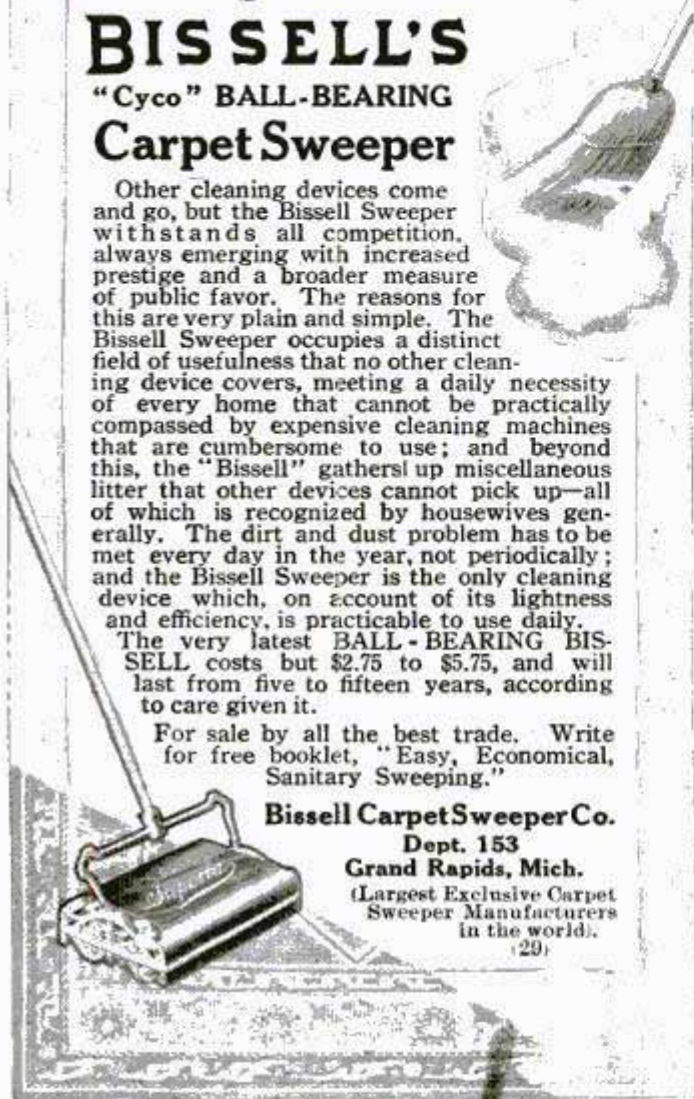 BISSELL'S
"Cyco" BALL-BEARING
Carpet Sweeper
Other cleaning devices come
and go, but the Bissell Sweeper
withstands all competition,
always emerging with increased
prestige and a broader measure
of public favor. The reasons for
this are very plain and simple. The
Bissell Sweeper occupies a distinct
field of usefulness that no other clean-
ing device covers, meeting a daily necessity
of every home that cannot be practically
compassed by expensive cleaning machines
that are cumbersome to use; and beyond
this, the "Bissell" gathers up miscellaneous
litter that other devices cannot pick up—all
of which is recognized by housewives gen-
erally. The dirt and dust problem has to be
met every day in the year, not periodically;
and the Bissell Sweeper is the only cleaning
device which, on account of its lightness
and efficiency, is practicable to use daily.
The very latest BALL-BEARING BIS-
SELL costs but $2.75 to $5.75, and will
last from five to fifteen years, according
to care given it.
For sale by all the best trade. Write
for free booklet, "Easy, Economical,
Sanitary Sweeping."
Bissell Carpet Sweeper Co.
Dept. 153
Grand Rapids, Mich.
(Largest Exclusive Carpet
Sweeper Manufacturers
in the world).
(29)